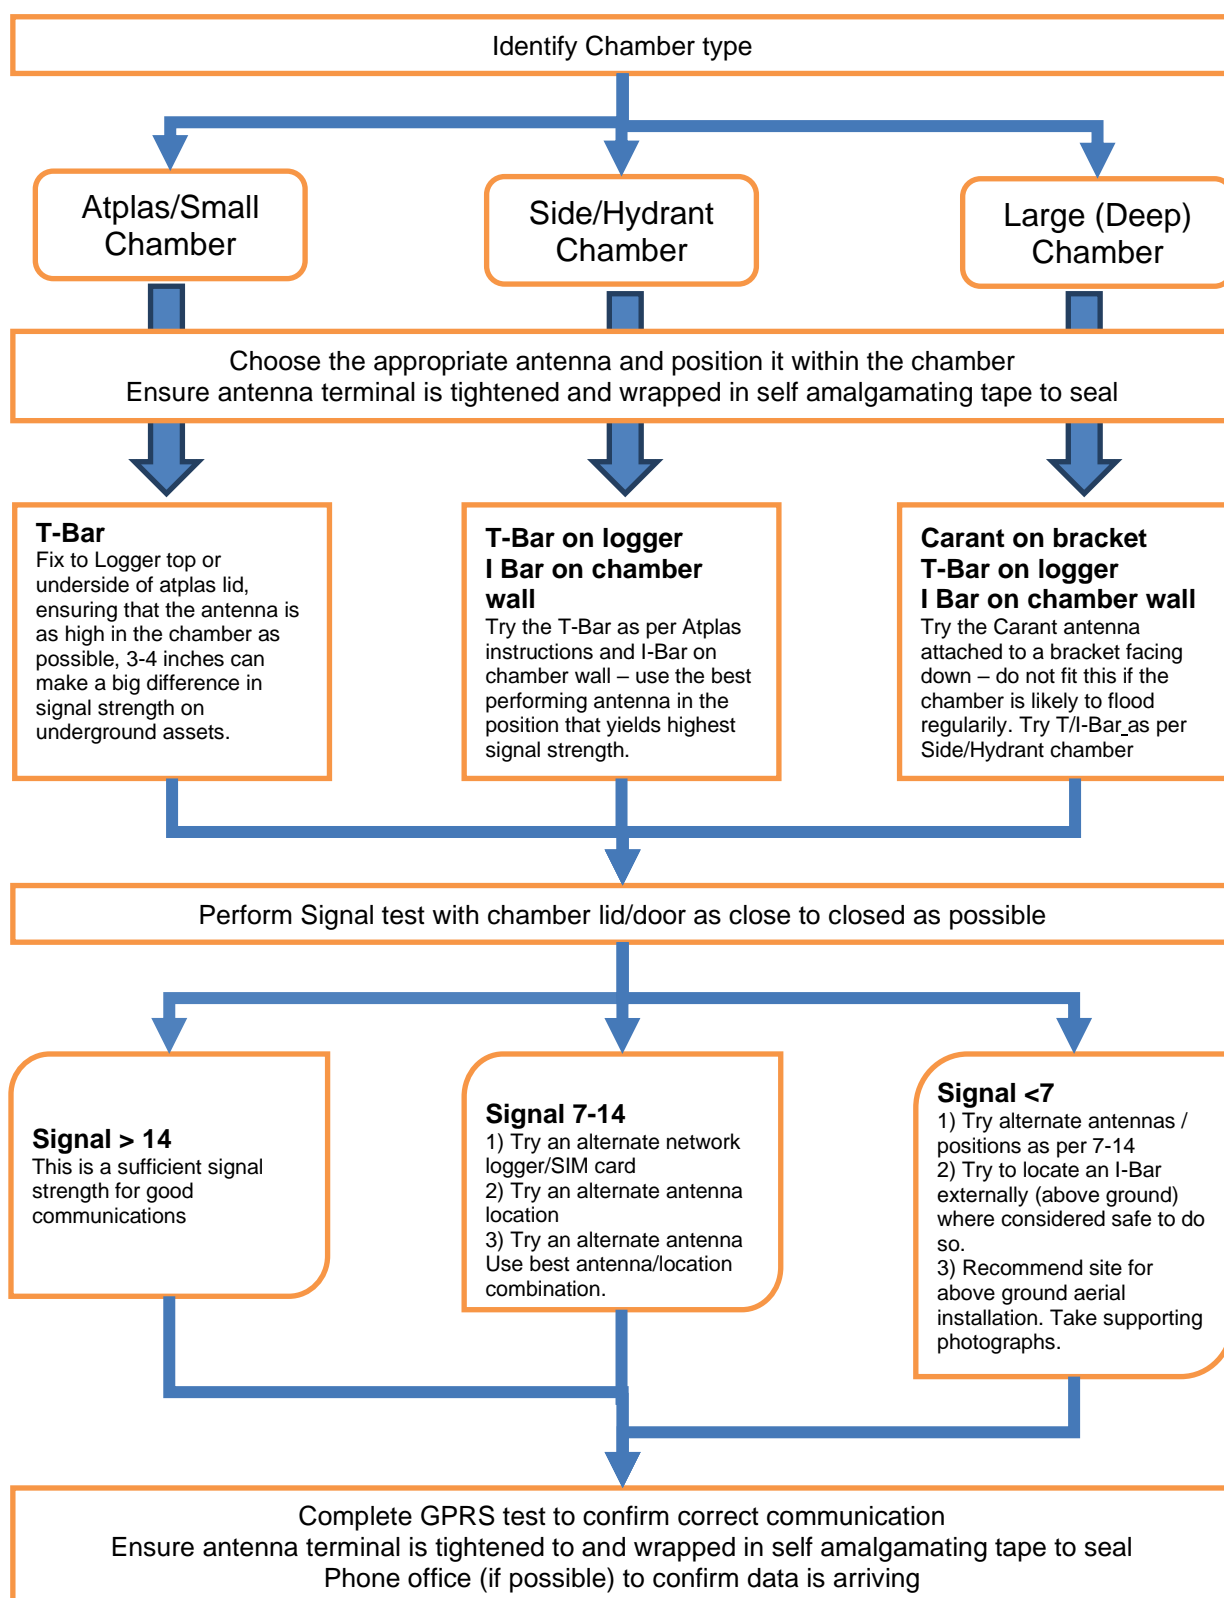 Identify Chamber type
Atplas/Small
Chamber
Side/Hydrant
Chamber
Large (Deep)
Chamber
Choose the appropriate antenna and position it within the chamber
Ensure antenna terminal is tightened and wrapped in self amalgamating tape to seal
T-Bar
Fix to Logger top or
underside of atplas lid,
ensuring that the antenna is
as high in the chamber as
possible, 3-4 inches can
make a big difference in
signal strength on
underground assets.
T-Bar on logger
I Bar on chamber
wall
Try the T-Bar as per Atplas
instructions and I-Bar on
chamber wall – use the best
performing antenna in the
position that yields highest
signal strength.
Carant on bracket
T-Bar on logger
I Bar on chamber wall
Try the Carant antenna
attached to a bracket facing
down – do not fit this if the
chamber is likely to flood
regularly. Try T/I-Bar as per
Side/Hydrant chamber
Perform Signal test with chamber lid/door as close to closed as possible
Signal > 14
This is a sufficient signal
strength for good
communications
Signal 7-14
1) Try an alternate network
logger/SIM card
2) Try an alternate antenna
location
3) Try an alternate antenna
Use best antenna/location
combination.
Signal <7
1) Try alternate antennas /
positions as per 7-14
2) Try to locate an I-Bar
externally (above ground)
where considered safe to do
so.
3) Recommend site for
above ground aerial
installation. Take supporting
photographs.
Complete GPRS test to confirm correct communication
Ensure antenna terminal is tightened to and wrapped in self amalgamating tape to seal
Phone office (if possible) to confirm data is arriving